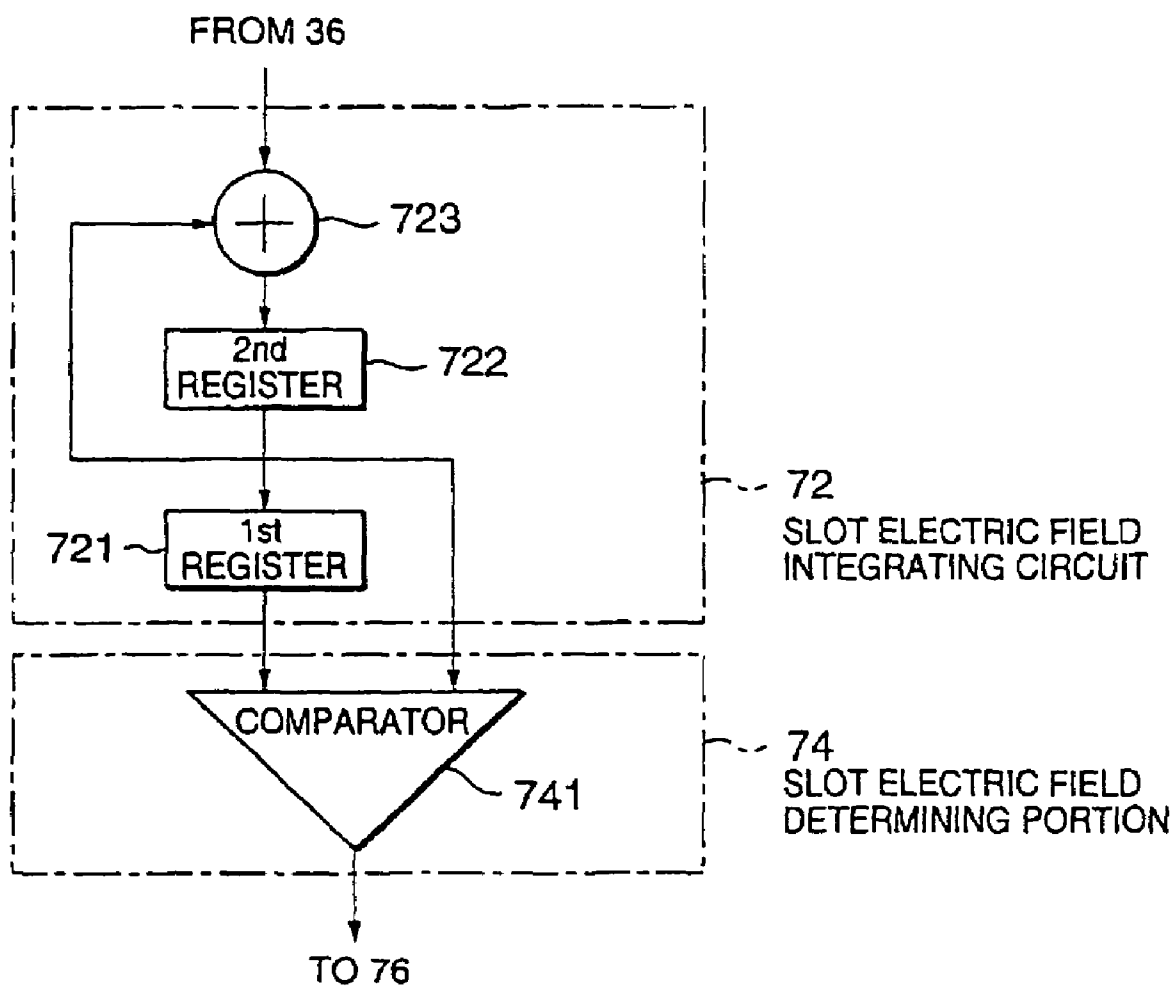 FROM 36
723
2nd
REGISTER
722
1st
REGISTER
721
72
SLOT ELECTRIC FIELD
INTEGRATING CIRCUIT
COMPARATOR
741
74
SLOT ELECTRIC FIELD
DETERMINING PORTION
TO 76